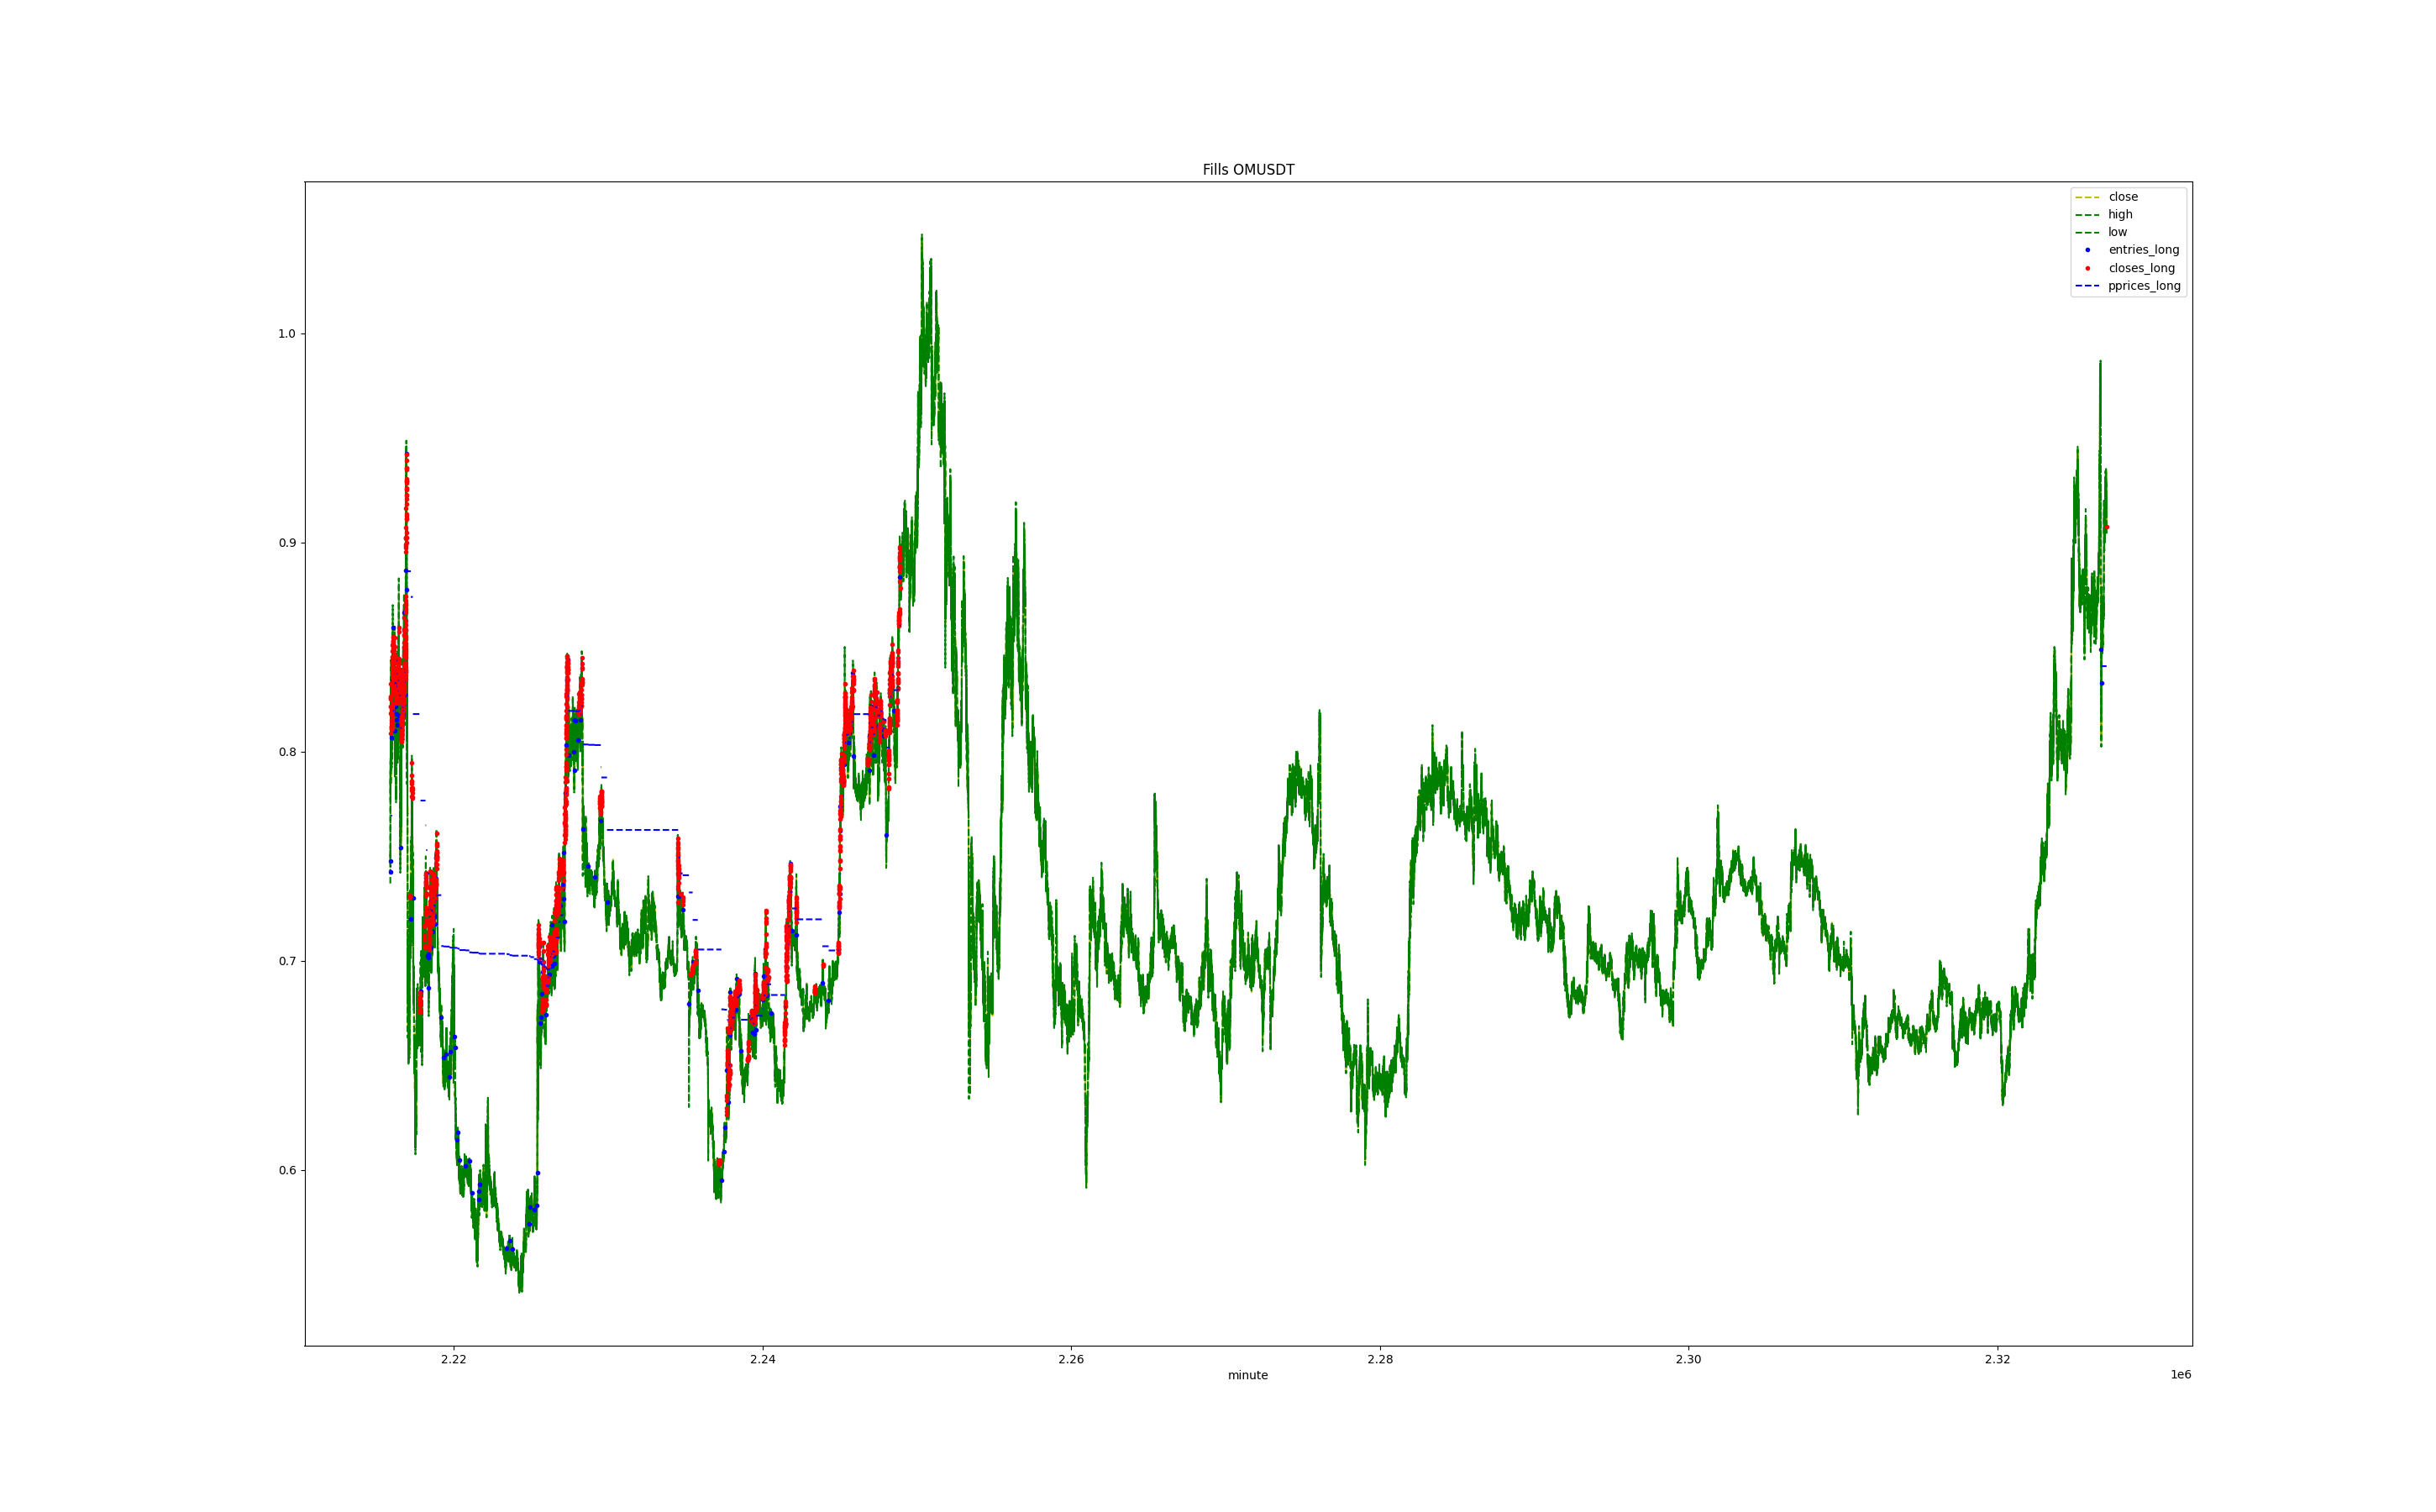 Fills OMUSDT
close
high
low
entries_long
closes_long
pprices_long
1.0
0.9
0.8
0.7
0.6
2.22 2.24 2.26 2.28 2.30 2.32
minute
1e6